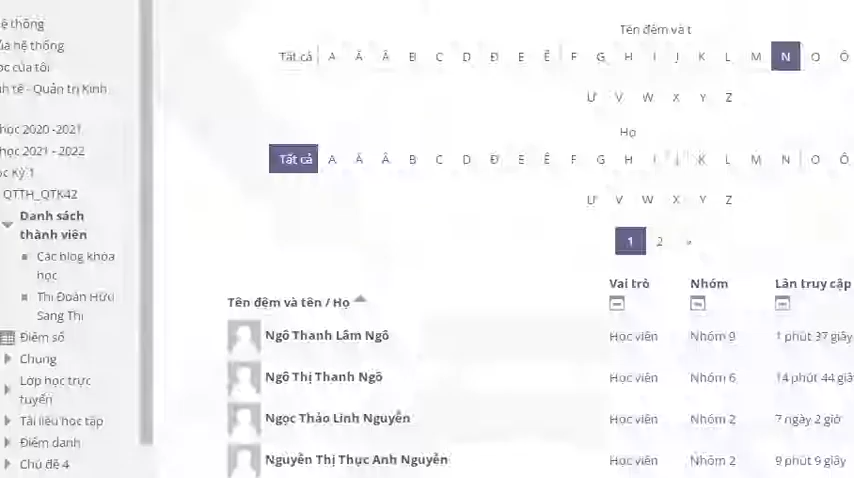 ệ thống
ủa hệ thống
ọc của tôi
nh tế - Quản trị Kinh
học 2020 -2021
học 2021 - 2022
ọc Kỳ 1
QTTH_QTK42
Danh sách
thành viên
Các blog khóa
học
Thi Đoàn Hữu
Sang Thi
Điểm số
Chung
Lớp học trực
tuyến
Tài liệu học tập
Điểm danh
Chủ đề 4
Tên đệm và t
Tất cả A Ă Â B C D Đ E Ê F G H I J K L M N O Ô
Ư V W X Y Z
Họ
Tất cả A Ă Â B C D Đ E Ê F G H I J K L M N O Ô
Ư V W X Y Z
1 2 »
Tên đệm và tên / Họ Vai trò Nhóm Lần truy cập
Ngô Thanh Lâm Ngô Học viên Nhóm 9 1 phút 37 giây
Ngô Thị Thanh Ngô Học viên Nhóm 6 14 phút 44 giâ
Ngọc Thảo Linh Nguyễn Học viên Nhóm 2 7 ngày 2 giờ
Nguyễn Thị Thục Anh Nguyễn Học viên Nhóm 2 9 phút 9 giây